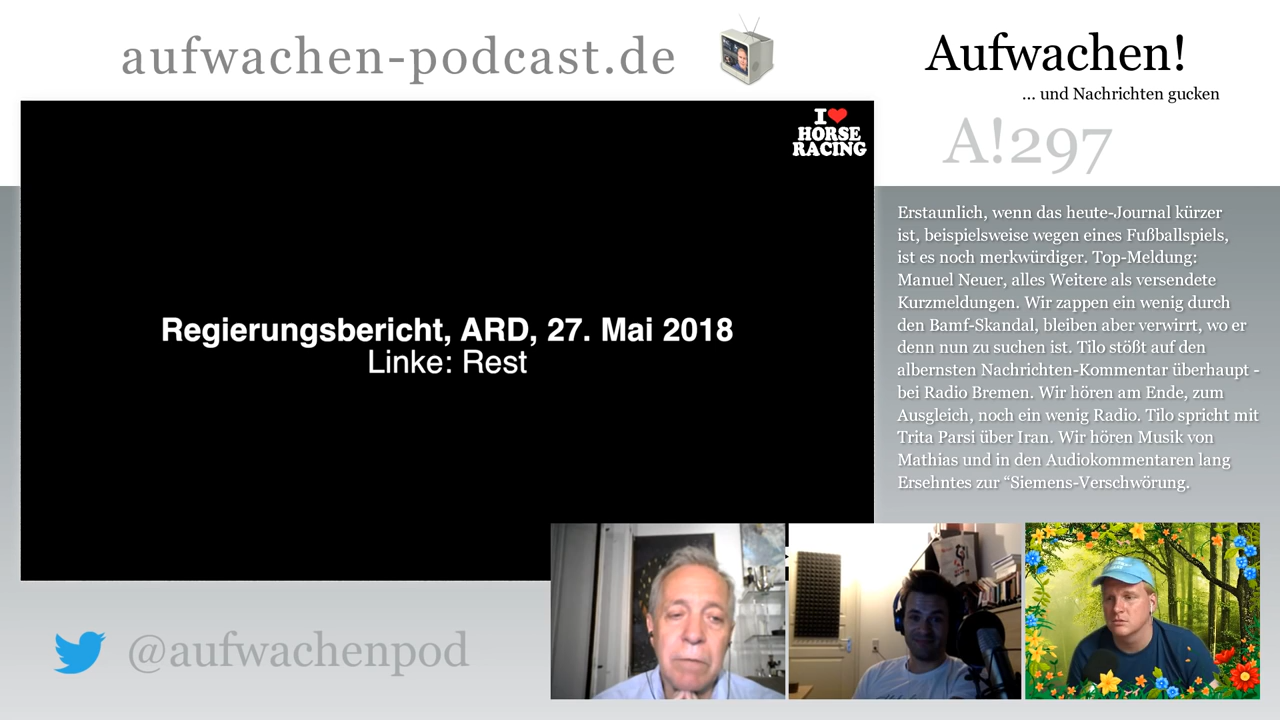 aufwachen-podcast.de
Aufwachen!
... und Nachrichten gucken
A!297
I
HORSE
RACING
Regierungsbericht, ARD, 27. Mai 2018
Linke: Rest
Erstaunlich, wenn das heute-Journal kürzer
ist, beispielsweise wegen eines Fußballspiels,
ist es noch merkwürdiger. Top-Meldung:
Manuel Neuer, alles Weitere als versendete
Kurzmeldungen. Wir zappen ein wenig durch
den Bamf-Skandal, bleiben aber verwirrt, wo er
denn nun zu suchen ist. Tilo stößt auf den
albernsten Nachrichten-Kommentar überhaupt -
bei Radio Bremen. Wir hören am Ende, zum
Ausgleich, noch ein wenig Radio. Tilo spricht mit
Trita Parsi über Iran. Wir hören Musik von
Mathias und in den Audiokommentaren lang
Ersehntes zur “Siemens-Verschwörung.
@aufwachenpod